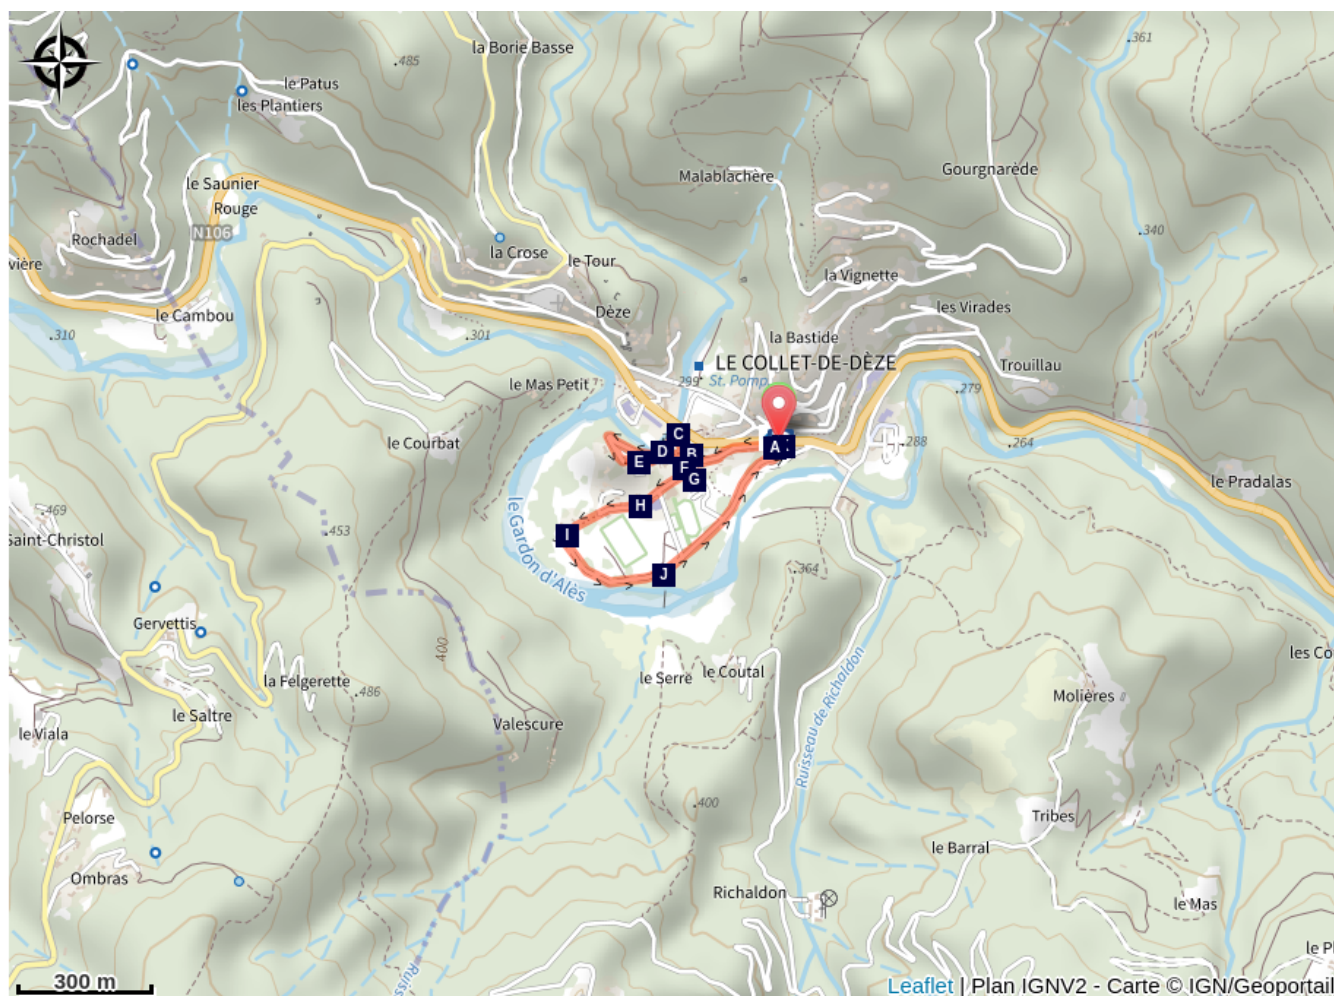 la Borie Basse
.361
.485
le Patus
les Plantiers
Malablachère
Gourgnarède
le Saunier
Rouge
N106
Rochadel
vière
la Crose
le Tour
.340
la Vignette
Dèze
les Virades
le Cambou
.310
.301
la Bastide
LE COLLET-DE-DÈZE
Trouillau
299
St. Pomp.
le Mas Petit
.279
C
le Courbat
D
B
A
.288
.264
E
F
G
le Pradalas
H
.469
.453
Saint-Christol
I
le Gardon d'Alès
J
.364
Gervettis
400
les Co
la Felgerette
.486
le Serre
le Coutal
Ruisseau de Richaldon
Molières
le Saltre
Valescure
le Viala
.400
Pelorse
Tribes
le Barral
Ombras
Richaldon
le Mas
le Pl
Ruiss
300 m
Leaflet | Plan IGNV2 - Carte © IGN/Geoportail